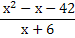 x² − x − 42
x + 6